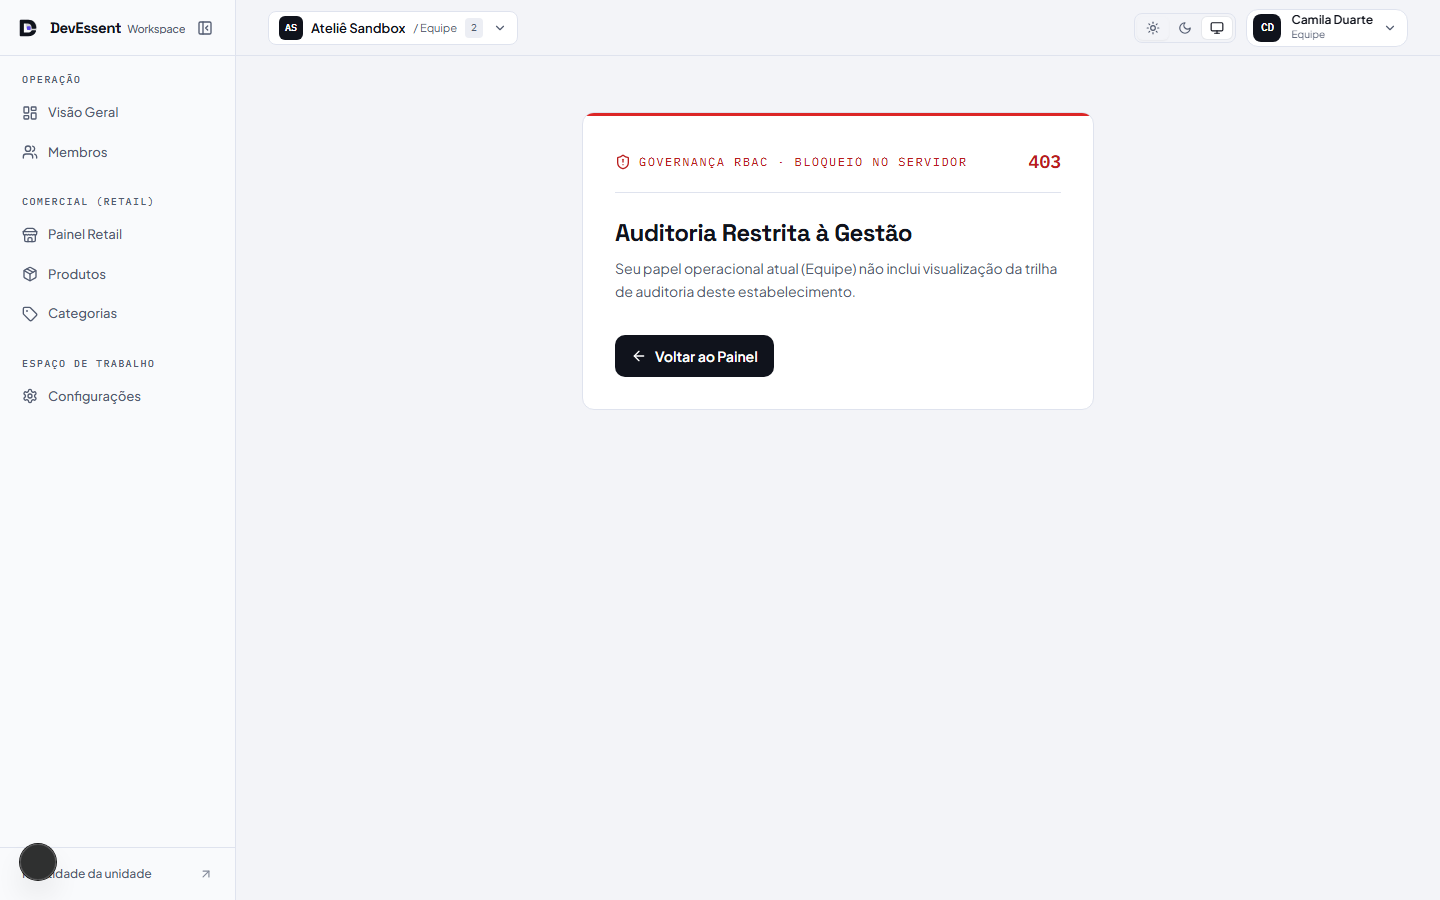 DevEssent Workspace
AS Ateliê Sandbox / Equipe 2
CD Camila Duarte
Equipe
OPERAÇÃO
Visão Geral
Membros
COMERCIAL (RETAIL)
Painel Retail
Produtos
Categorias
ESPAÇO DE TRABALHO
Configurações
GOVERNANÇA RBAC · BLOQUEIO NO SERVIDOR 403
Auditoria Restrita à Gestão
Seu papel operacional atual (Equipe) não inclui visualização da trilha
de auditoria deste estabelecimento.
Voltar ao Painel
da unidade